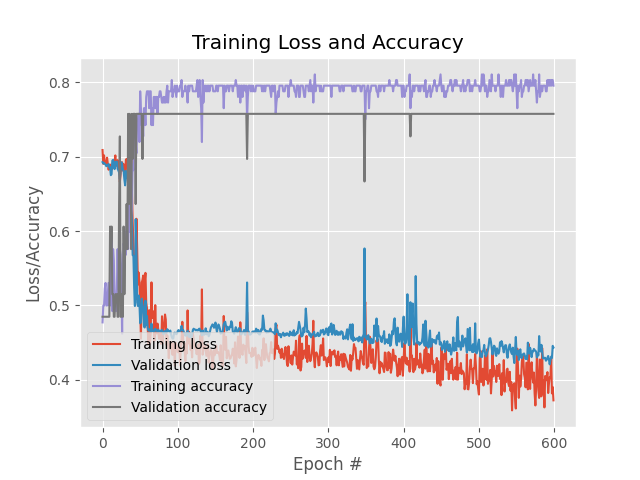 Training Loss and Accuracy
Loss/Accuracy
0.8
0.7
0.6
0.5
0.4
Training loss
Validation loss
Training accuracy
Validation accuracy
0 100 200 300 400 500 600
Epoch #